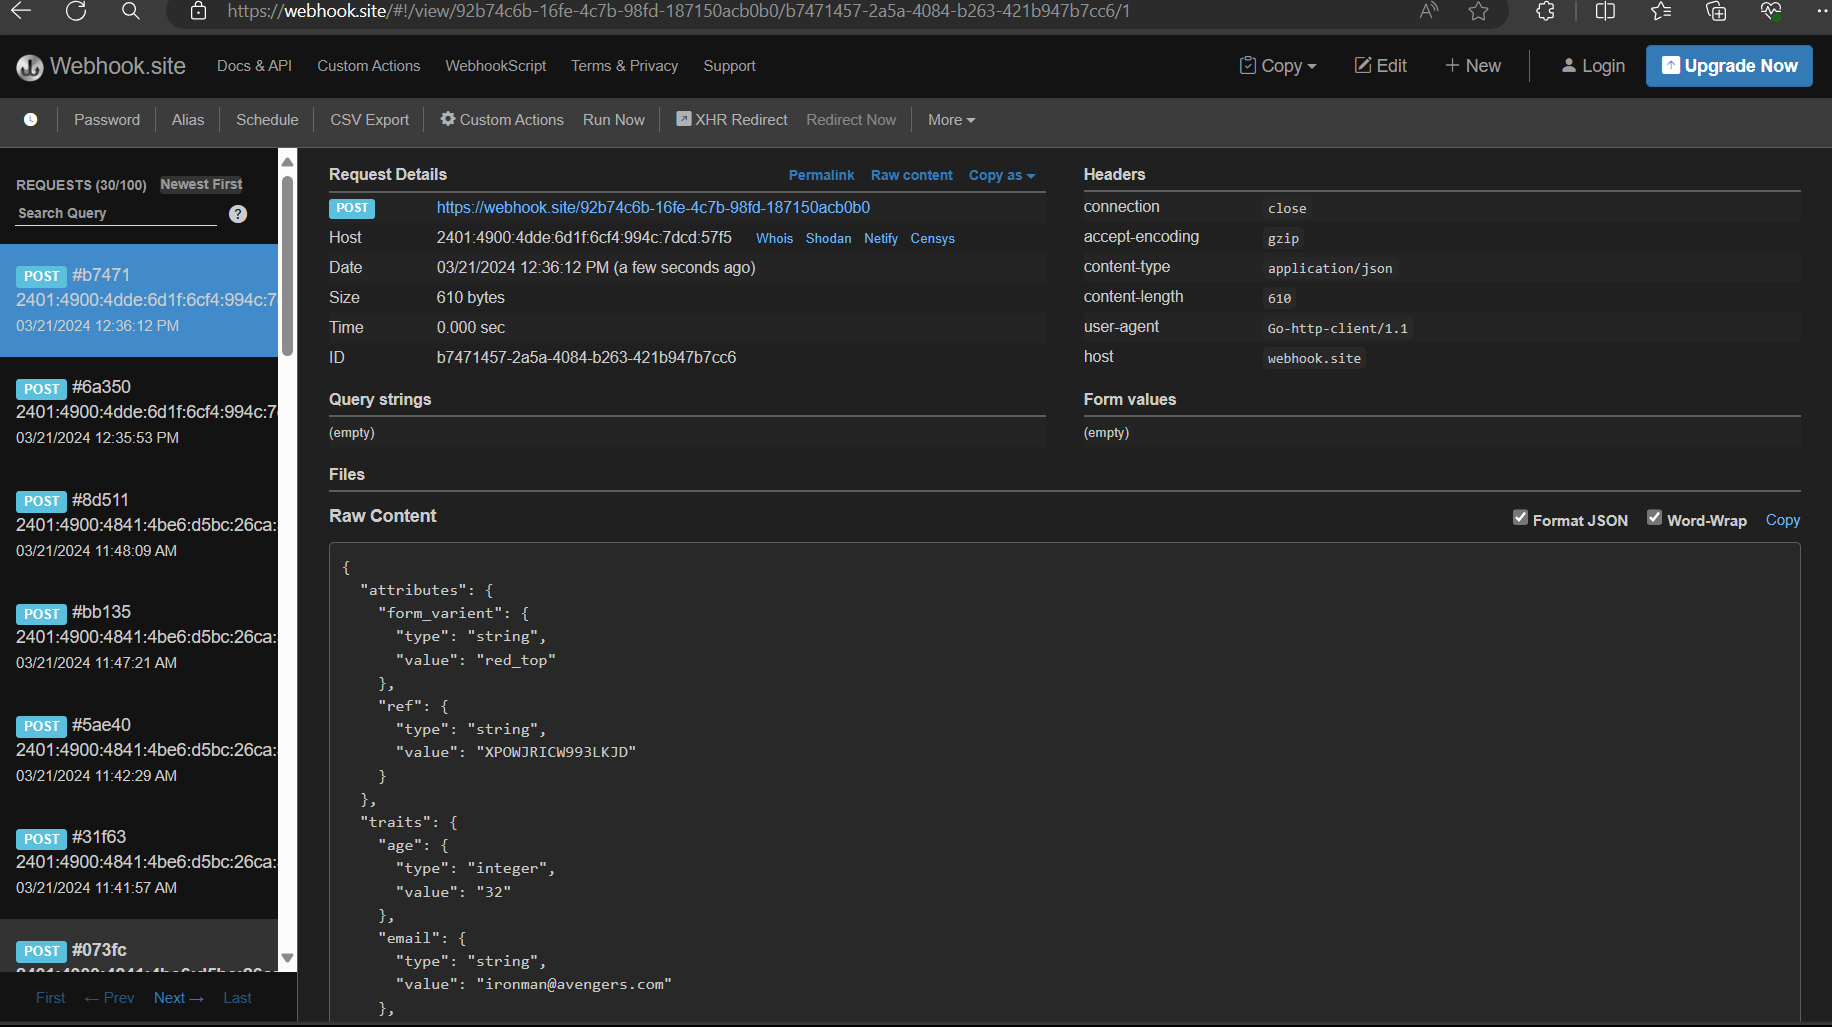 https://webhook.site/#!/view/92b74c6b-16fe-4c7b-98fd-187150acb0b0/b7471457-2a5a-4084-b263-421b947b7cc6/1
Webhook.site Docs & API Custom Actions WebhookScript Terms & Privacy Support Copy Edit + New Login Upgrade Now
Password Alias Schedule CSV Export Custom Actions Run Now XHR Redirect Redirect Now More
REQUESTS (30/100) Newest First
Search Query ?
POST #b7471
2401:4900:4dde:6d1f:6cf4:994c:7
03/21/2024 12:36:12 PM
POST #6a350
2401:4900:4dde:6d1f:6cf4:994c:7
03/21/2024 12:35:53 PM
POST #8d511
2401:4900:4841:4be6:d5bc:26ca:
03/21/2024 11:48:09 AM
POST #bb135
2401:4900:4841:4be6:d5bc:26ca:
03/21/2024 11:47:21 AM
POST #5ae40
2401:4900:4841:4be6:d5bc:26ca:
03/21/2024 11:42:29 AM
POST #31f63
2401:4900:4841:4be6:d5bc:26ca:
03/21/2024 11:41:57 AM
POST #073fc
First ← Prev Next → Last
Request Details Permalink Raw content Copy as
POST https://webhook.site/92b74c6b-16fe-4c7b-98fd-187150acb0b0
Host 2401:4900:4dde:6d1f:6cf4:994c:7dcd:57f5 Whois Shodan Netify Censys
Date 03/21/2024 12:36:12 PM (a few seconds ago)
Size 610 bytes
Time 0.000 sec
ID b7471457-2a5a-4084-b263-421b947b7cc6
Headers
connection close
accept-encoding gzip
content-type application/json
content-length 610
user-agent Go-http-client/1.1
host webhook.site
Query strings
(empty)
Form values
(empty)
Files
Raw Content Format JSON Word-Wrap Copy
{
"attributes": {
"form_varient": {
"type": "string",
"value": "red_top"
},
"ref": {
"type": "string",
"value": "XPOWJRICW993LKJD"
}
},
"traits": {
"age": {
"type": "integer",
"value": "32"
},
"email": {
"type": "string",
"value": "ironman@avengers.com"
},